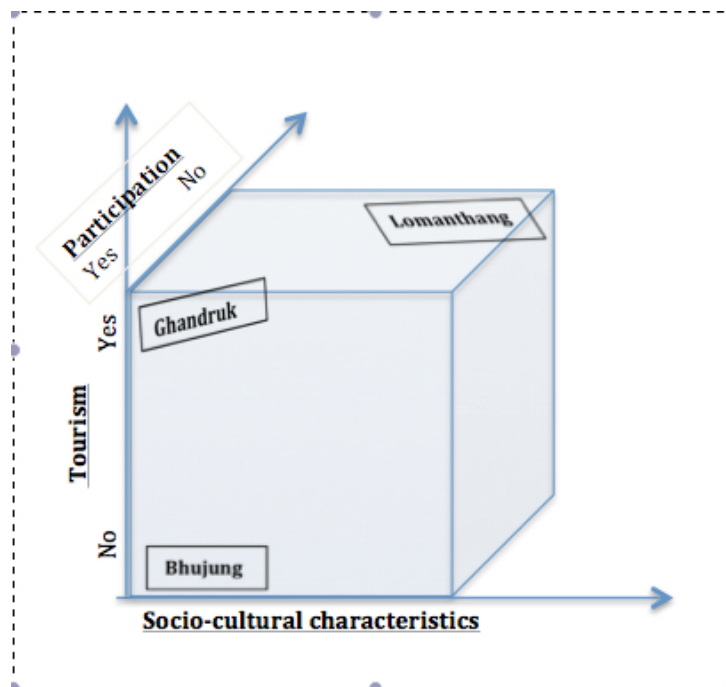 Participation
Yes No
Lomanthang
Ghandruk
Yes
Tourism
No
Bhujung
Socio-cultural characteristics